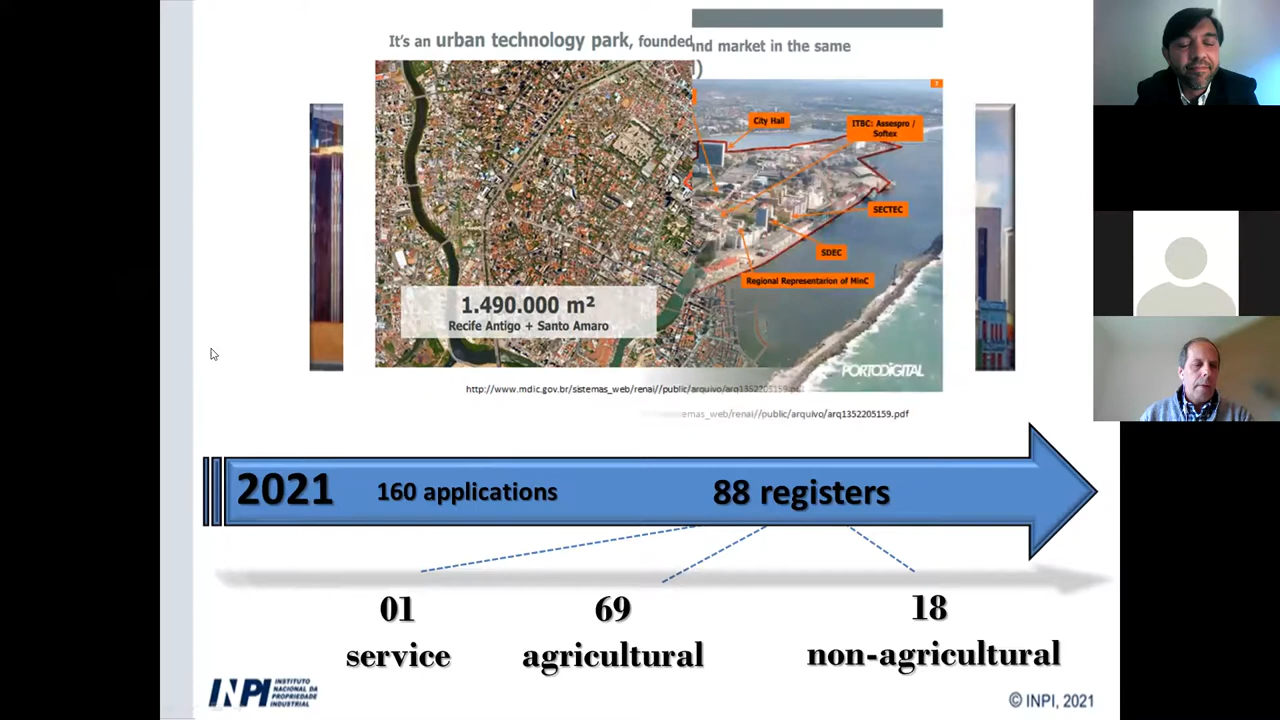 It's an urban technology park, founded
nd market in the same
)
City Hall
ITBC: Assespro /
Softex
SECTEC
SDEC
Regional Representarion of MinC
1.490.000 m²
Recife Antigo + Santo Amaro
PORTODIGITAL
http://www.mdic.gov.br/sistemas_web/renai//public/arquivo/arq1352205159.pdf
emas_web/renai//public/arquivo/arq1352205159.pdf
2021
160 applications
88 registers
01
service
69
agricultural
18
non-agricultural
INPI
INSTITUTO
NACIONAL
DA PROPRIEDADE
INDUSTRIAL
© INPI, 2021